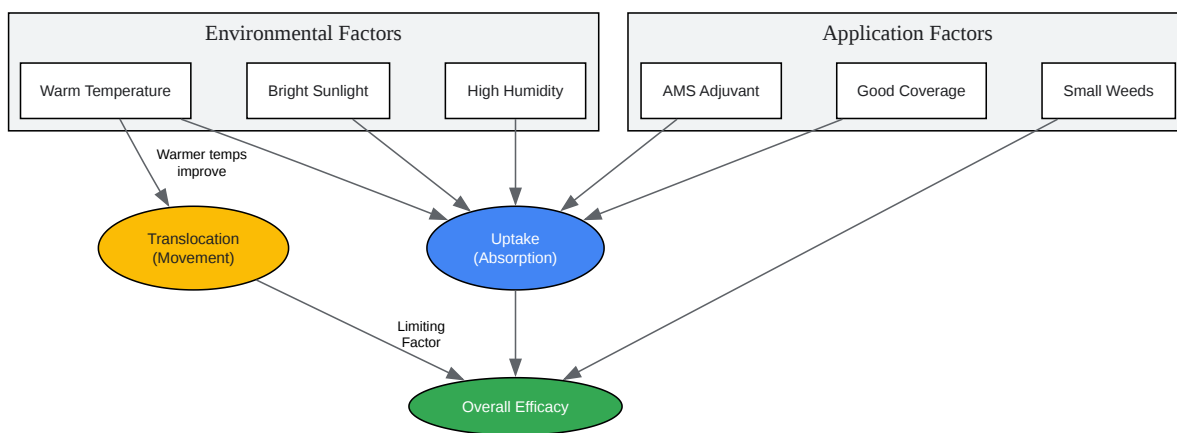 Environmental Factors
Application Factors
Warm Temperature
Bright Sunlight
High Humidity
AMS Adjuvant
Good Coverage
Small Weeds
Warmer temps
improve
Translocation
(Movement)
Uptake
(Absorption)
Limiting
Factor
Overall Efficacy